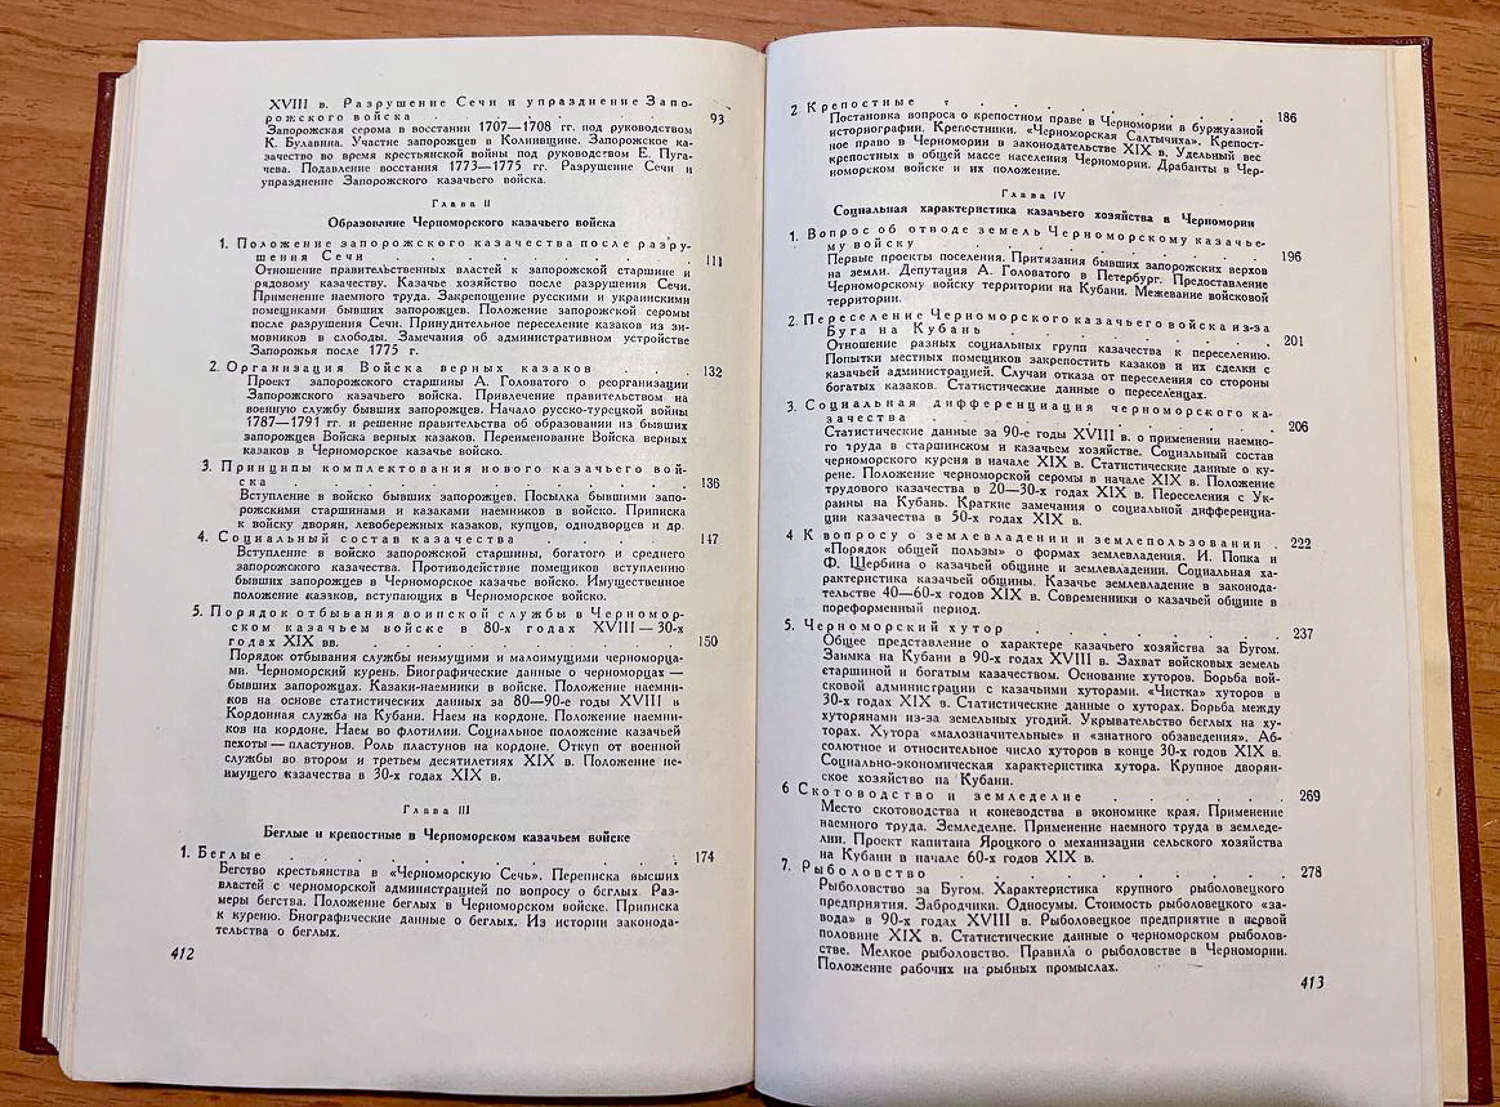 XVIII в. Разрушение Сечи и упразднение Запо-
рожского войска . . . . . . . 93
Запорожская серома в восстании 1707—1708 гг. под руководством
К. Булавина. Участие запорожцев в Колиивщине. Запорожское ка-
зачество во время крестьянской войны под руководством Е. Пуга-
чева. Подавление восстания 1773—1775 гг. Разрушение Сечи и
упразднение Запорожского казачьего войска.
Глава II
Образование Черноморского казачьего войска
1. Положение запорожского казачества после разру-
шения Сечи . . . . . . . . . 111
Отношение правительственных властей к запорожской старшине и
рядовому казачеству. Казачье хозяйство после разрушения Сечи.
Применение наемного труда. Закрепощение русскими и украинскими
помещиками бывших запорожцев. Положение запорожской серомы
после разрушения Сечи. Принудительное переселение казаков из зи-
мовников в слободы. Замечания об административном устройстве
Запорожья после 1775 г.
2. Организация Войска верных казаков . . . 132
Проект запорожского старшины А. Головатого о реорганизации
Запорожского казачьего войска. Привлечение правительством на
военную службу бывших запорожцев. Начало русско-турецкой войны
1787—1791 гг. и решение правительства об образовании из бывших
запорожцев Войска верных казаков. Переименование Войска верных
казаков в Черноморское казачье войско.
3. Принципы комплектования нового казачьего вой-
ска . . . . . . . . . . . 136
Вступление в войско бывших запорожцев. Посылка бывшими запо-
рожскими старшинами и казаками наемников в войско. Приписка
к войску дворян, левобережных казаков, купцов, однодворцев и др.
4. Социальный состав казачества . . . . 147
Вступление в войско запорожской старшины, богатого и среднего
запорожского казачества. Противодействие помещиков вступлению
бывших запорожцев в Черноморское казачье войско. Имущественное
положение казаков, вступающих в Черноморское войско.
5. Порядок отбывания воинской службы в Черномор-
ском казачьем войске в 80-х годах XVIII — 30-х
годах XIX вв. . . . . . . . . . 150
Порядок отбывания службы неимущими и малоимущими черноморца-
ми. Черноморский курень. Биографические данные о черноморцах —
бывших запорожцах. Казаки-наемники в войске. Положение наемни-
ков на основе статистических данных за 80—90-е годы XVIII в
Кордонная служба на Кубани. Наем на кордоне. Положение наемни-
ков на кордоне. Наем во флотилии. Социальное положение казачьей
пехоты — пластунов. Роль пластунов на кордоне. Откуп от военной
службы во втором и третьем десятилетиях XIX в. Положение не-
имущего казачества в 30-х годах XIX в.
Глава III
Беглые и крепостные в Черноморском казачьем войске
1. Беглые . . . . . . . . . . . 174
Бегство крестьянства в «Черноморскую Сечь». Переписка высших
властей с черноморской администрацией по вопросу о беглых. Раз-
меры бегства. Положение беглых в Черноморском войске. Приписка
к куреню. Биографические данные о беглых. Из истории законода-
тельства о беглых.
412
2 Крепостные . . . . . . . . . 186
Постановка вопроса о крепостном праве в Черномории в буржуазной
историографии. Крепостники. «Черноморская Салтычиха». Крепост-
ное право в Черномории в законодательстве XIX в. Удельный вес
крепостных в общей массе населения Черномории. Драбанты в Чер-
номорском войске и их положение.
Глава IV
Социальная характеристика казачьего хозяйства в Черномории
1. Вопрос об отводе земель Черноморскому казачье-
му войску . . . . . . . . . 196
Первые проекты поселения. Притязания бывших запорожских верхов
на земли. Депутация А. Головатого в Петербург. Предоставление
Черноморскому войску территории на Кубани. Межевание войсковой
территории.
2. Переселение Черноморского казачьего войска из-за
Буга на Кубань . . . . . . . . 201
Отношение разных социальных групп казачества к переселению.
Попытки местных помещиков закрепостить казаков и их сделки с
казачьей администрацией. Случаи отказа от переселения со стороны
богатых казаков. Статистические данные о переселенцах.
3. Социальная дифференциация черноморского ка-
зачества . . . . . . . . . . 206
Статистические данные за 90-е годы XVIII в. о применении наемно-
го труда в старшинском и казачьем хозяйстве. Социальный состав
черноморского куреня в начале XIX в. Статистические данные о ку-
рене. Положение черноморской серомы в начале XIX в. Положение
трудового казачества в 20—30-х годах XIX в. Переселения с Ук-
раины на Кубань. Краткие замечания о социальной дифференциа-
ции казачества в 50-х годах XIX в.
4 К вопросу о землевладении и землепользовании . 222
«Порядок общей пользы» о формах землевладения. И. Попка и
Ф. Щербина о казачьей общине и землевладении. Социальная ха-
рактеристика казачьей общины. Казачье землевладение в законода-
тельстве 40—60-х годов XIX в. Современники о казачьей общине в
пореформенный период.
5. Черноморский хутор . . . . . . . 237
Общее представление о характере казачьего хозяйства за Бугом.
Заимка на Кубани в 90-х годах XVIII в. Захват войсковых земель
старшиной и богатым казачеством. Основание хуторов. Борьба вой-
сковой администрации с казачьими хуторами. «Чистка» хуторов в
30-х годах XIX в. Статистические данные о хуторах. Борьба между
хуторянами из-за земельных угодий. Укрывательство беглых на ху-
торах. Хутора «малозначительные» и «знатного обзаведения». Аб-
солютное и относительное число хуторов в конце 30-х годов XIX в.
Социально-экономическая характеристика хутора. Крупное дворян-
ское хозяйство на Кубани.
6 Скотоводство и земледелие . . . . . 269
Место скотоводства и коневодства в экономике края. Применение
наемного труда. Земледелие. Применение наемного труда в земледе-
лии. Проект капитана Яроцкого о механизации сельского хозяйства
на Кубани в начале 60-х годов XIX в.
7. Рыболовство . . . . . . . . . 278
Рыболовство за Бугом. Характеристика крупного рыболовецкого
предприятия. Забродчики. Односумы. Стоимость рыболовецкого «за-
вода» в 90-х годах XVIII в. Рыболовецкое предприятие в первой
половине XIX в. Статистические данные о черноморском рыболов-
стве. Мелкое рыболовство. Правила о рыболовстве в Черномории.
Положение рабочих на рыбных промыслах.
413